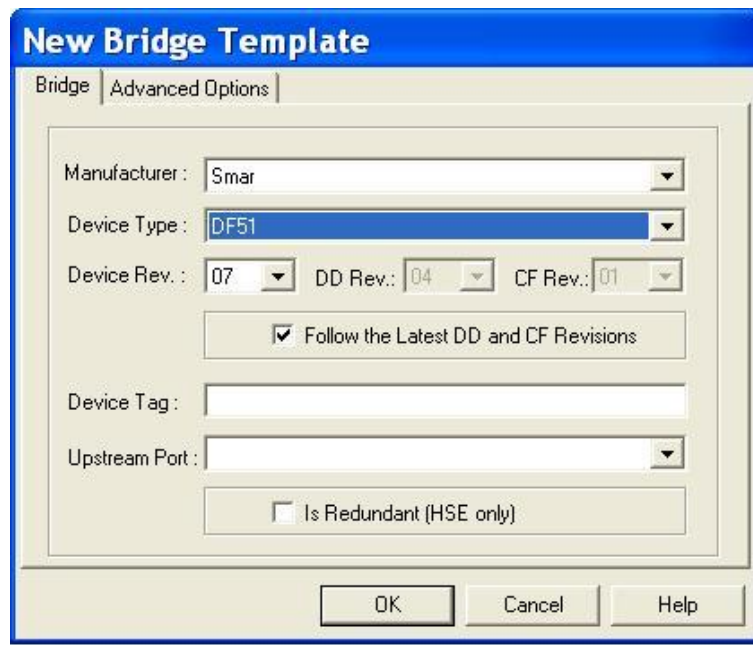 New Bridge Template
Bridge Advanced Options
Manufacturer : Smar
Device Type : DF51
Device Rev. : 07 DD Rev.: 04 CF Rev.: 01
Follow the Latest DD and CF Revisions
Device Tag :
Upstream Port :
Is Redundant (HSE only)
OK Cancel Help